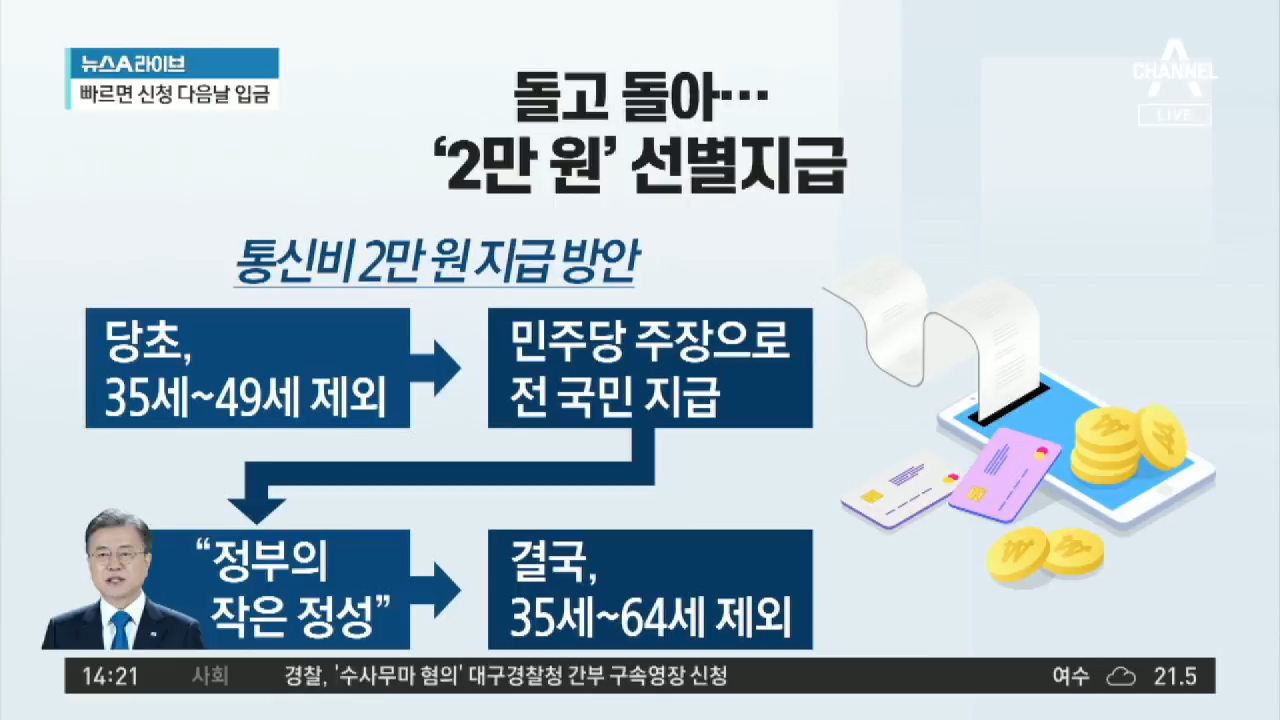 뉴스A 라이브
빠르면 신청 다음날 입금
CHANNEL A
LIVE
돌고 돌아…
‘2만 원’ 선별지급
통신비 2만 원 지급 방안
당초,
35세~49세 제외
민주당 주장으로
전 국민 지급
“정부의
작은 정성”
결국,
35세~64세 제외
14:21 사회 경찰, '수사무마 혐의' 대구경찰청 간부 구속영장 신청 여수 21.5